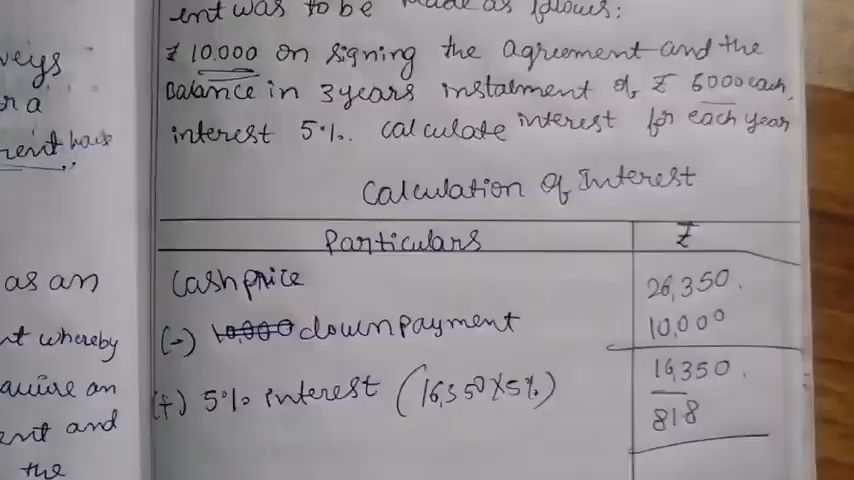 veys
r a
rent hair
as an
nt whereby
quire an
ent and
the
ent was to be made as follows:
₹ 10.000 on signing the agreement and the
balance in 3 years instalment of ₹ 6000 each,
interest 5%. calculate interest for each year
Calculation of Interest
Particulars ₹
Cash price 26,350.
(-) 10,000 down payment 10,000
16,350.
(+) 5% interest (16,350 X 5%) 818